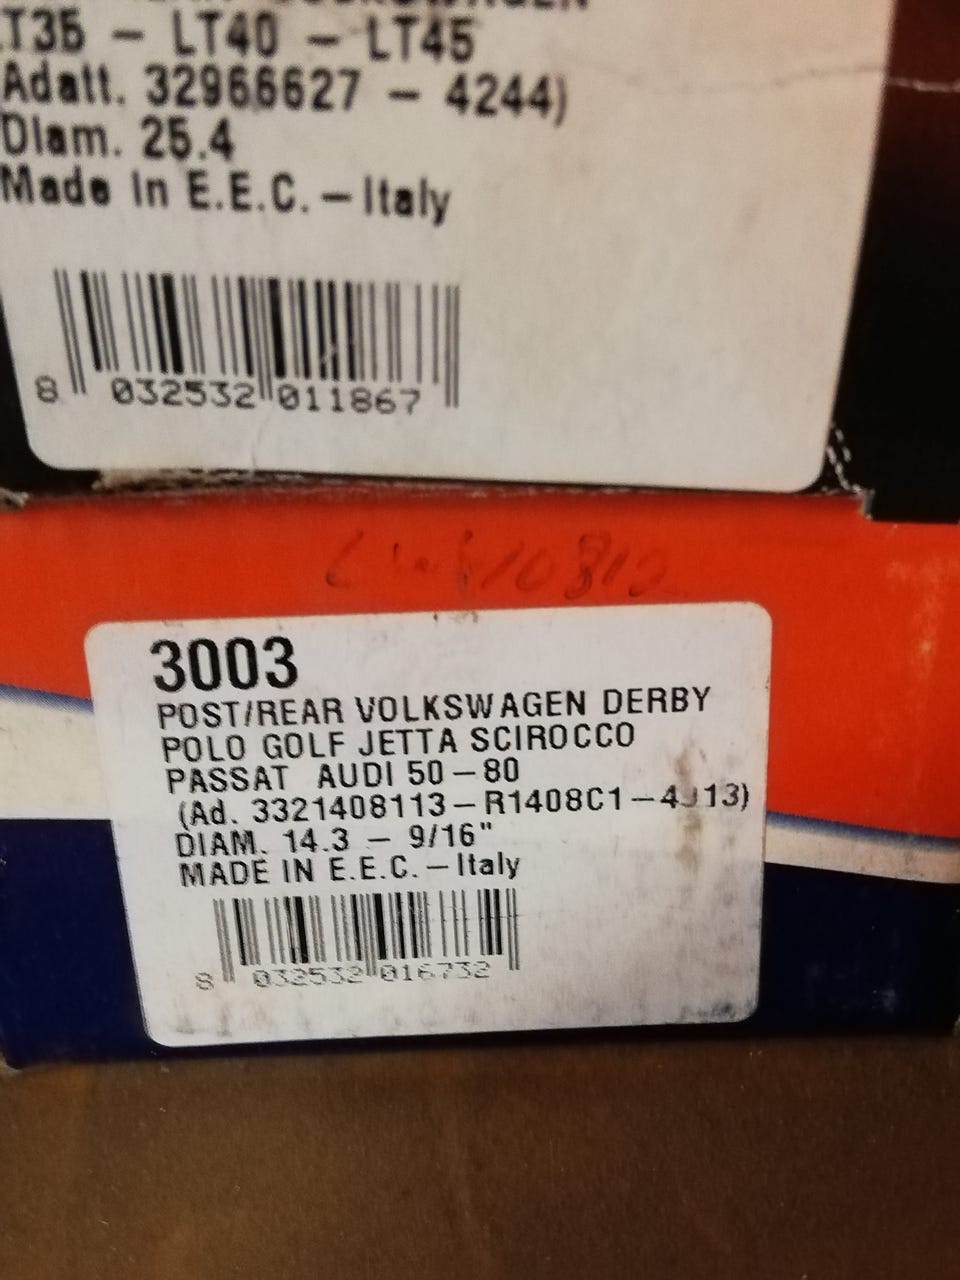 LT35 - LT40 - LT45
(Adatt. 32966627 - 4244)
Diam. 25.4
Made In E.E.C. - Italy
8 032532 011867
3003
POST/REAR VOLKSWAGEN DERBY
POLO GOLF JETTA SCIROCCO
PASSAT AUDI 50 - 80
(Ad. 3321408113 - R1408C1 -
DIAM. 14.3 - 9/16"
MADE IN E.E.C. - Italy
8 032532 016732